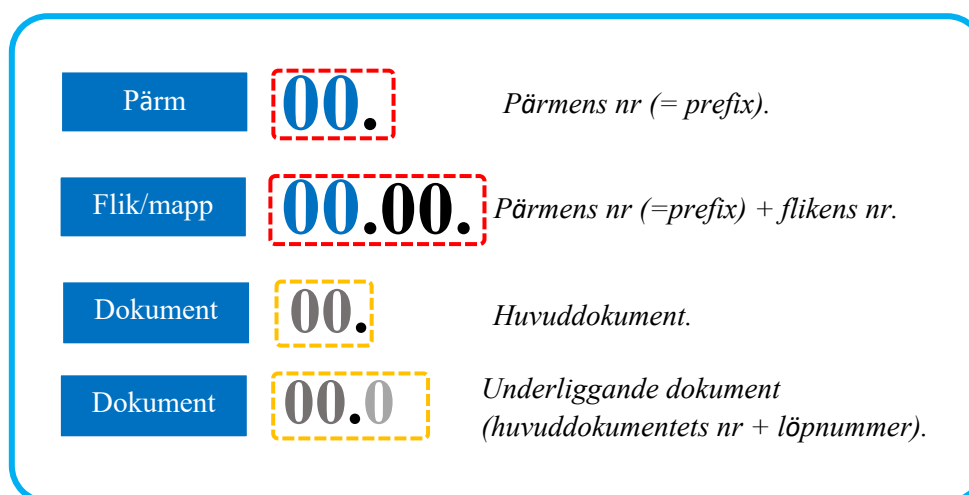 Pärm 00. Pärmens nr (= prefix).
Flik/mapp 00.00. Pärmens nr (=prefix) + flikens nr.
Dokument 00. Huvuddokument.
Dokument 00.0 Underliggande dokument
(huvuddokumentets nr + löpnummer).